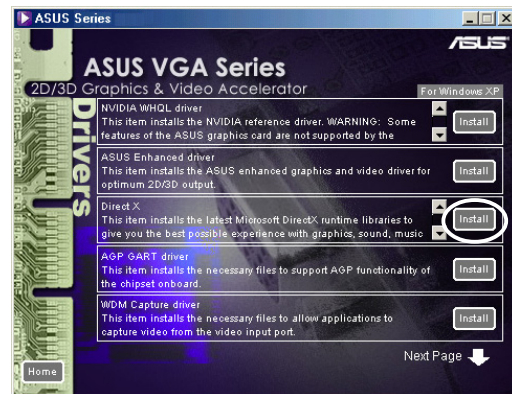 ASUS Series
ASUS
ASUS VGA Series
2D/3D Graphics & Video Accelerator
For Windows XP
Drivers
NVIDIA WHQL driver
This item installs the NVIDIA reference driver. WARNING: Some
features of the ASUS graphics card are not supported by the
Install
ASUS Enhanced driver
This item installs the ASUS enhanced graphics and video driver for
optimum 2D/3D output.
Install
Direct X
This item installs the latest Microsoft DirectX runtime libraries to
give you the best possible experience with graphics, sound, music
Install
AGP GART driver
This item installs the necessary files to support AGP functionality of
the chipset onboard.
Install
WDM Capture driver
This item installs the necessary files to allow applications to
capture video from the video input port.
Install
Next Page
Home